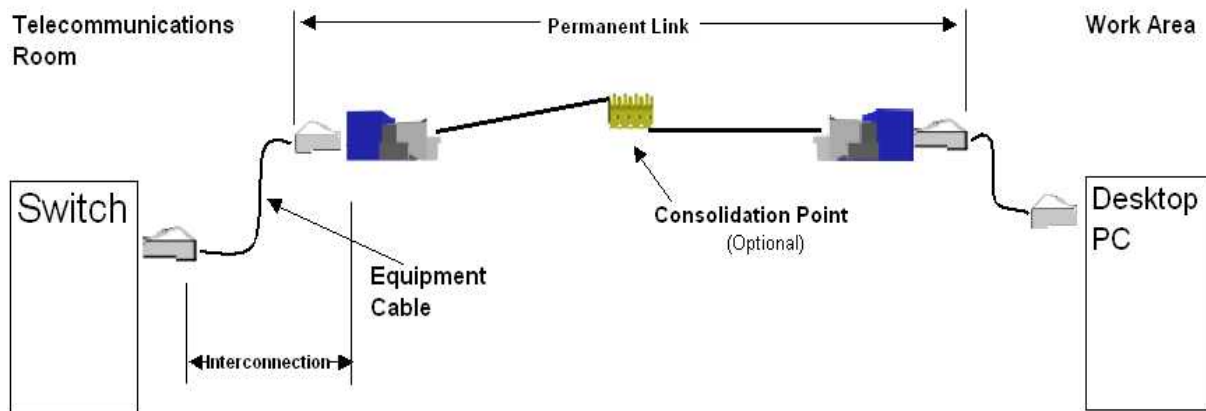 Telecommunications
Room
Permanent Link
Work Area
Switch
Consolidation Point
(Optional)
Desktop
PC
Equipment
Cable
Interconnection